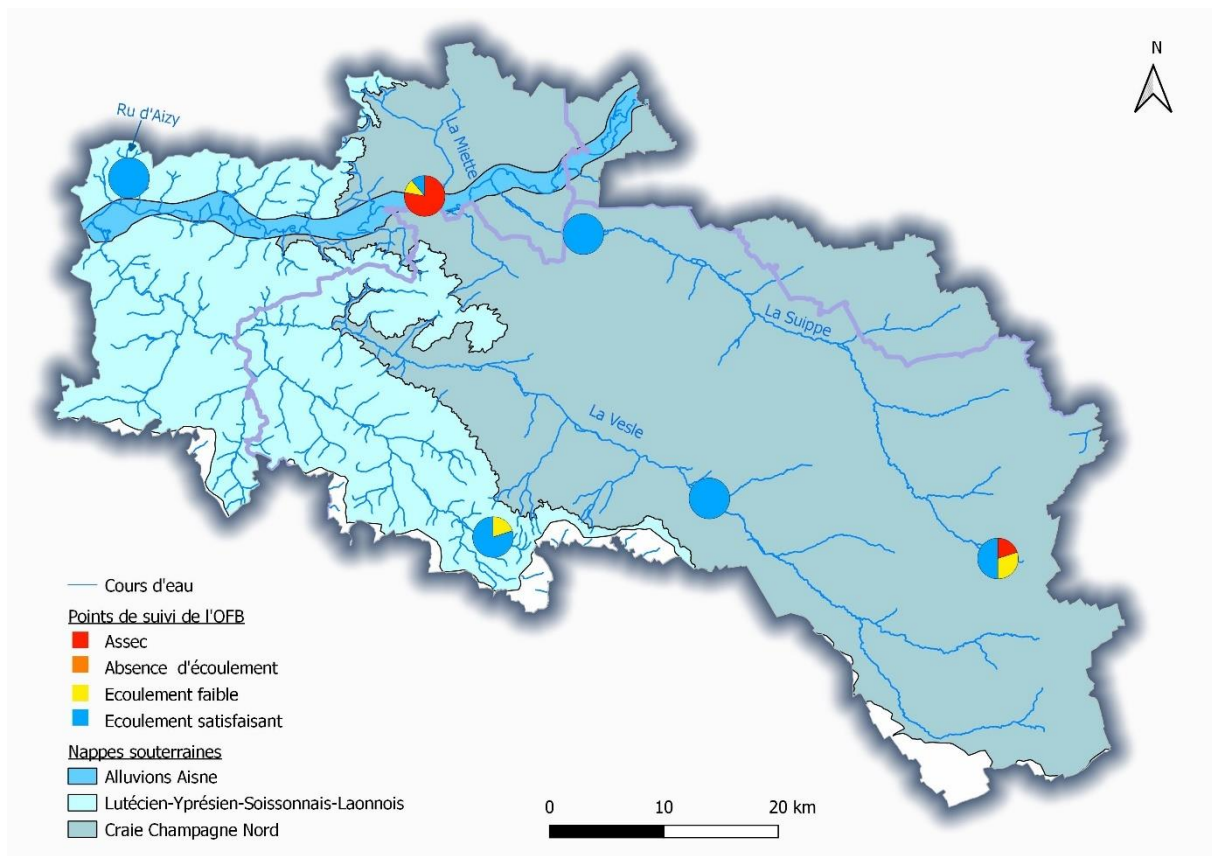 N
Ru d'Aizy
La Miette
La Suippe
La Vesle
Cours d'eau
Points de suivi de l'OFB
Assec
Absence d'écoulement
Ecoulement faible
Ecoulement satisfaisant
Nappes souterraines
Alluvions Aisne
Lutécien-Yprésien-Soissonnais-Laonnois
Craie Champagne Nord
0 10 20 km